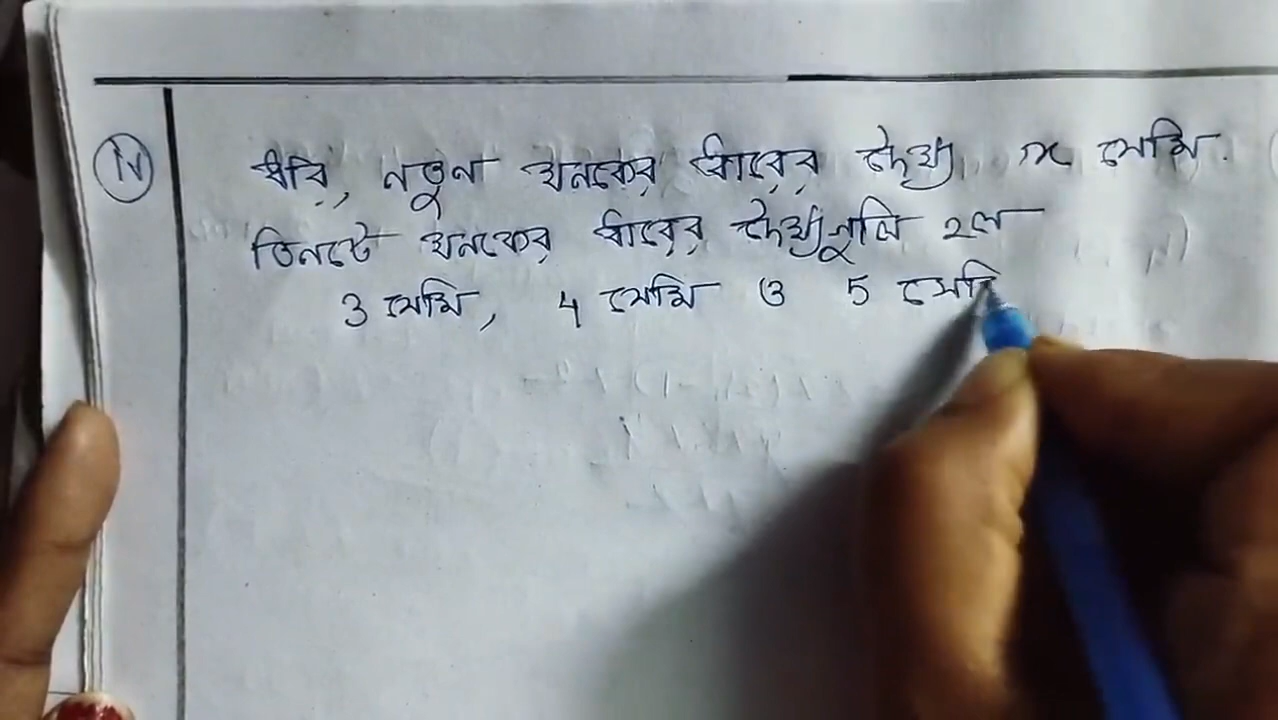 (iv) ধরি, নতুন ঘনকের ধারের দৈর্ঘ্য x সেমি.
তিনটে ঘনকের ধারের দৈর্ঘ্যগুলি হল
3 সেমি, 4 সেমি ও 5 সেমি